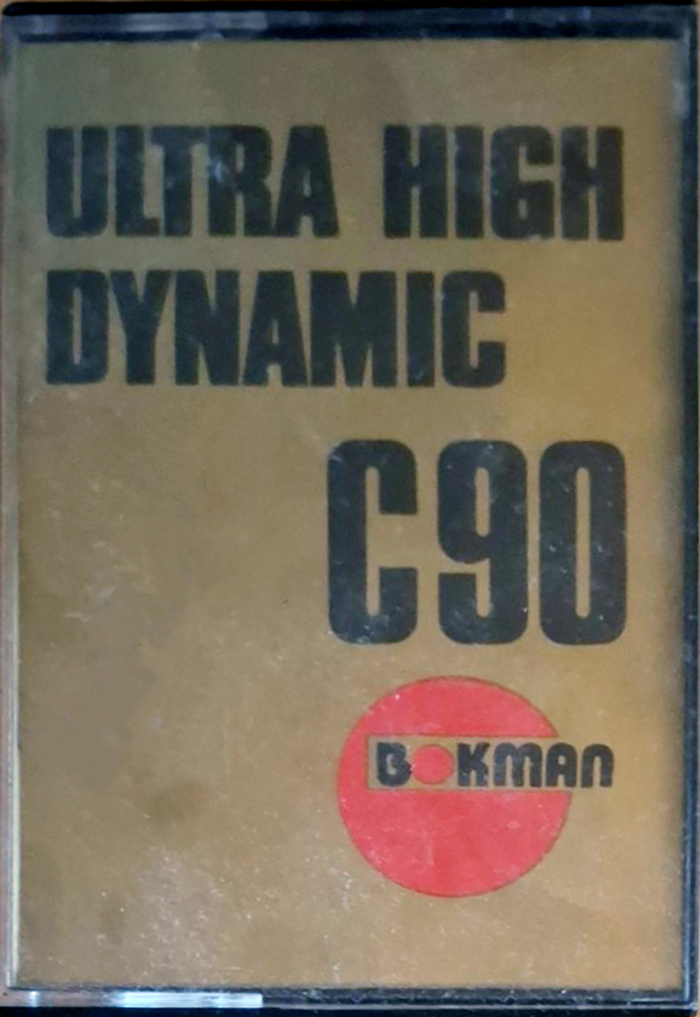 ULTRA HIGH
DYNAMIC
C90
BOKMAN